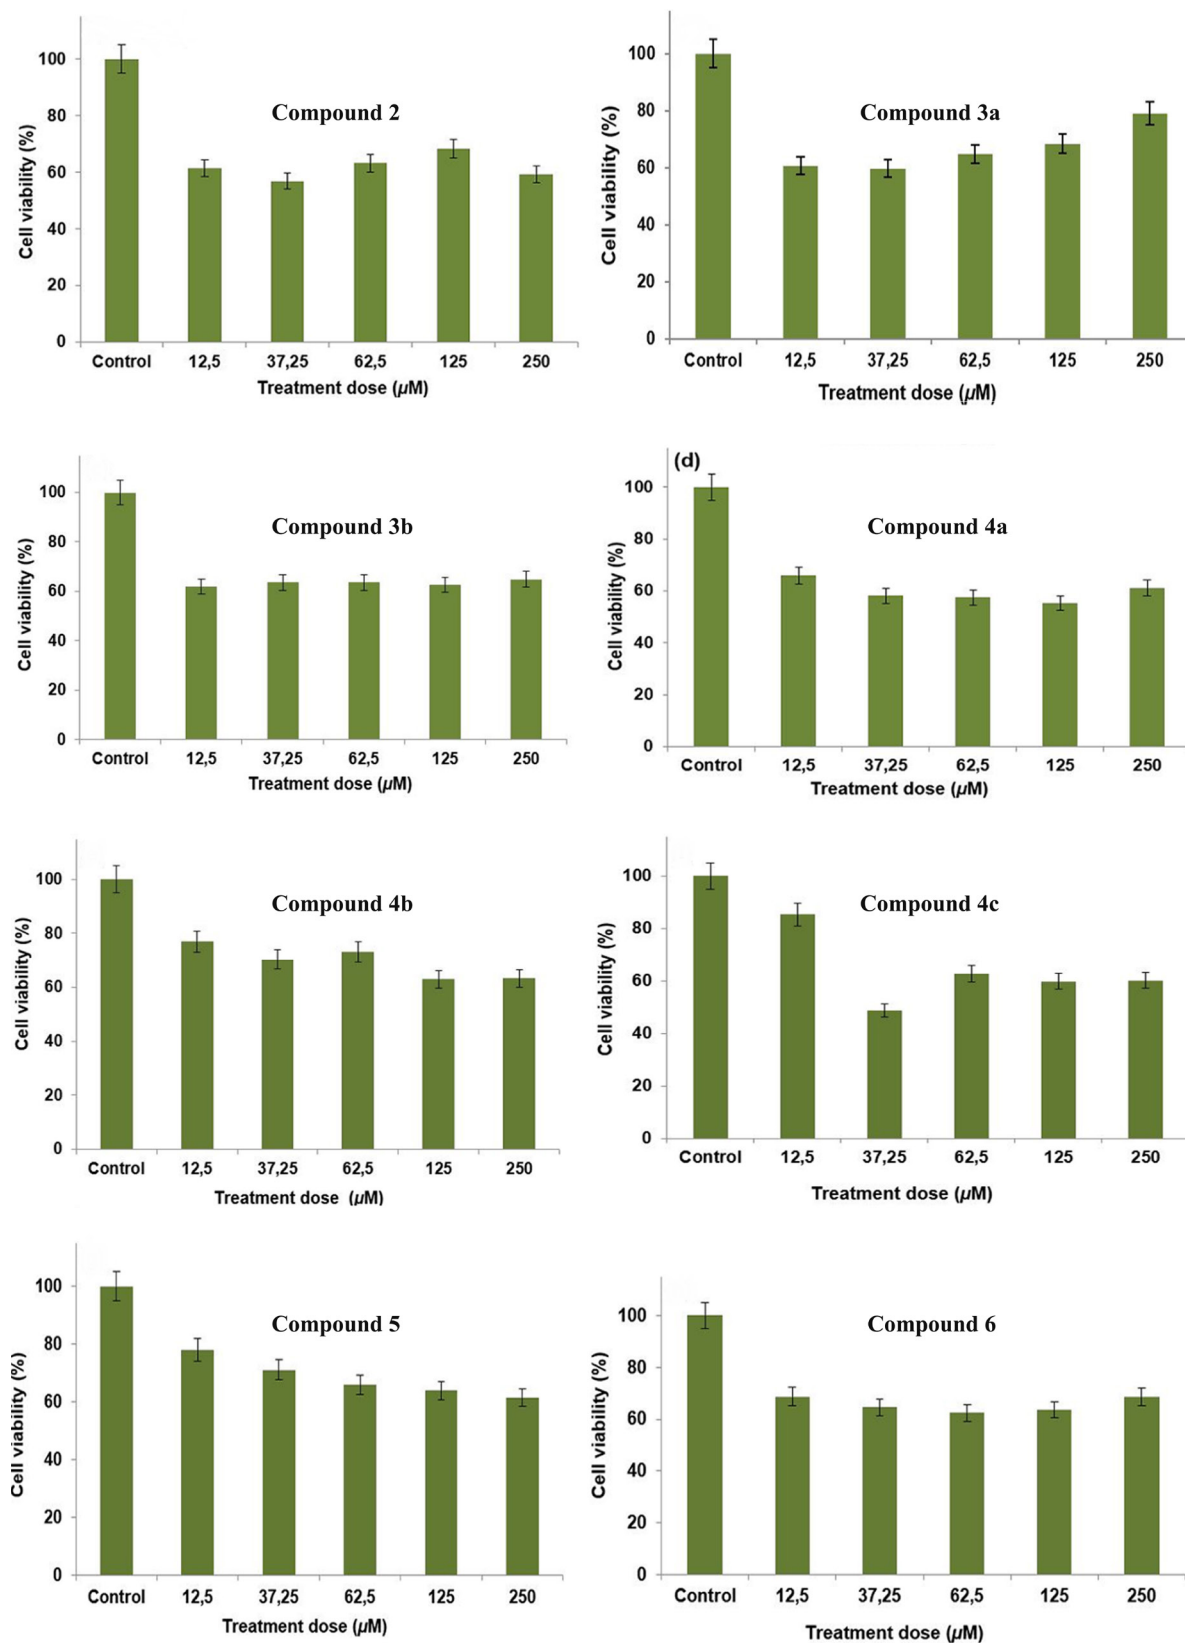 Compound 2
Cell viability (%)
100
80
60
40
20
0
Control 12,5 37,25 62,5 125 250
Treatment dose (µM)
Compound 3a
Cell viability (%)
100
80
60
40
20
0
Control 12,5 37,25 62,5 125 250
Treatment dose (µM)
Compound 3b
Cell viability (%)
100
80
60
40
20
0
Control 12,5 37,25 62,5 125 250
Treatment dose (µM)
(d)
Compound 4a
Cell viability (%)
100
80
60
40
20
0
Control 12,5 37,25 62,5 125 250
Treatment dose (µM)
Compound 4b
Cell viability (%)
100
80
60
40
20
0
Control 12,5 37,25 62,5 125 250
Treatment dose (µM)
Compound 4c
Cell viability (%)
100
80
60
40
20
0
Control 12,5 37,25 62,5 125 250
Treatment dose (µM)
Compound 5
Cell viability (%)
100
80
60
40
20
0
Control 12,5 37,25 62,5 125 250
Treatment dose (µM)
Compound 6
Cell viability (%)
100
80
60
40
20
0
Control 12,5 37,25 62,5 125 250
Treatment dose (µM)